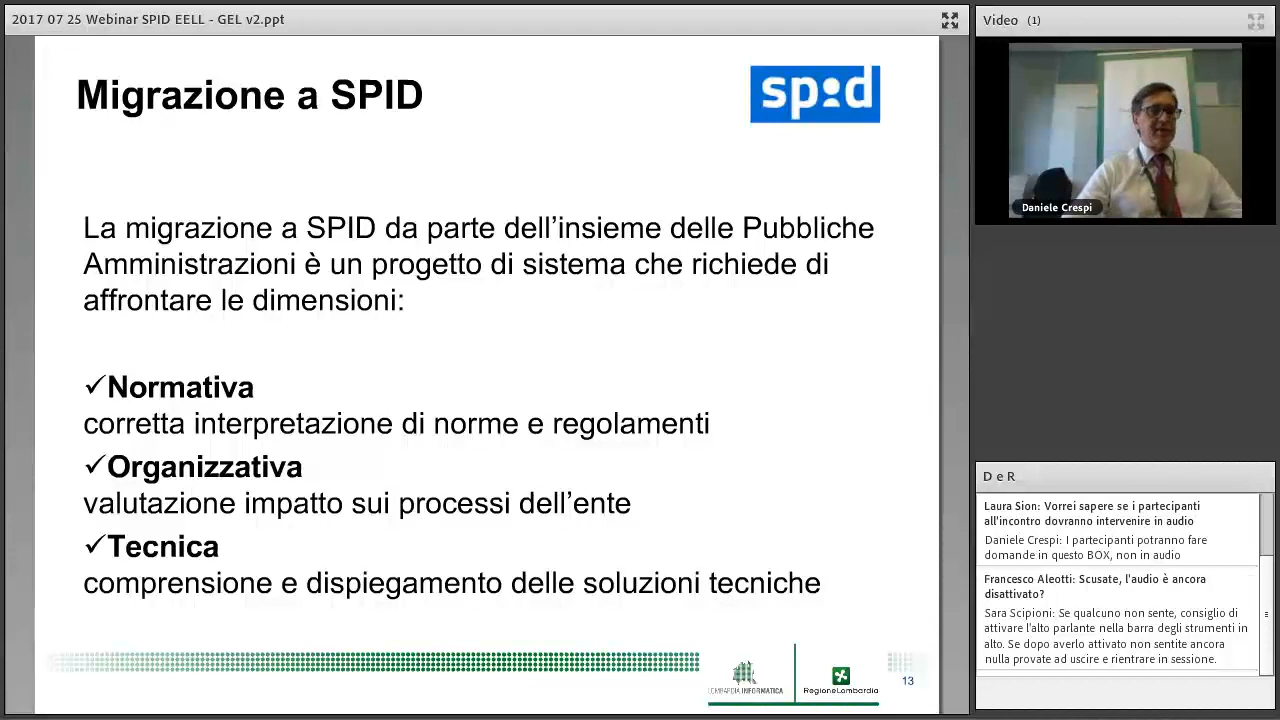 2017 07 25 Webinar SPID EELL - GEL v2.ppt
Migrazione a SPID
spid
La migrazione a SPID da parte dell’insieme delle Pubbliche
Amministrazioni è un progetto di sistema che richiede di
affrontare le dimensioni:
✓Normativa
corretta interpretazione di norme e regolamenti
✓Organizzativa
valutazione impatto sui processi dell’ente
✓Tecnica
comprensione e dispiegamento delle soluzioni tecniche
LOMBARDIA INFORMATICA
RegioneLombardia
13
Video (1)
Daniele Crespi
D e R
Laura Sion: Vorrei sapere se i partecipanti
all'incontro dovranno intervenire in audio
Daniele Crespi: I partecipanti potranno fare
domande in questo BOX, non in audio
Francesco Aleotti: Scusate, l'audio è ancora
disattivato?
Sara Scipioni: Se qualcuno non sente, consiglio di
attivare l'alto parlante nella barra degli strumenti in
alto. Se dopo averlo attivato non sentite ancora
nulla provate ad uscire e rientrare in sessione.